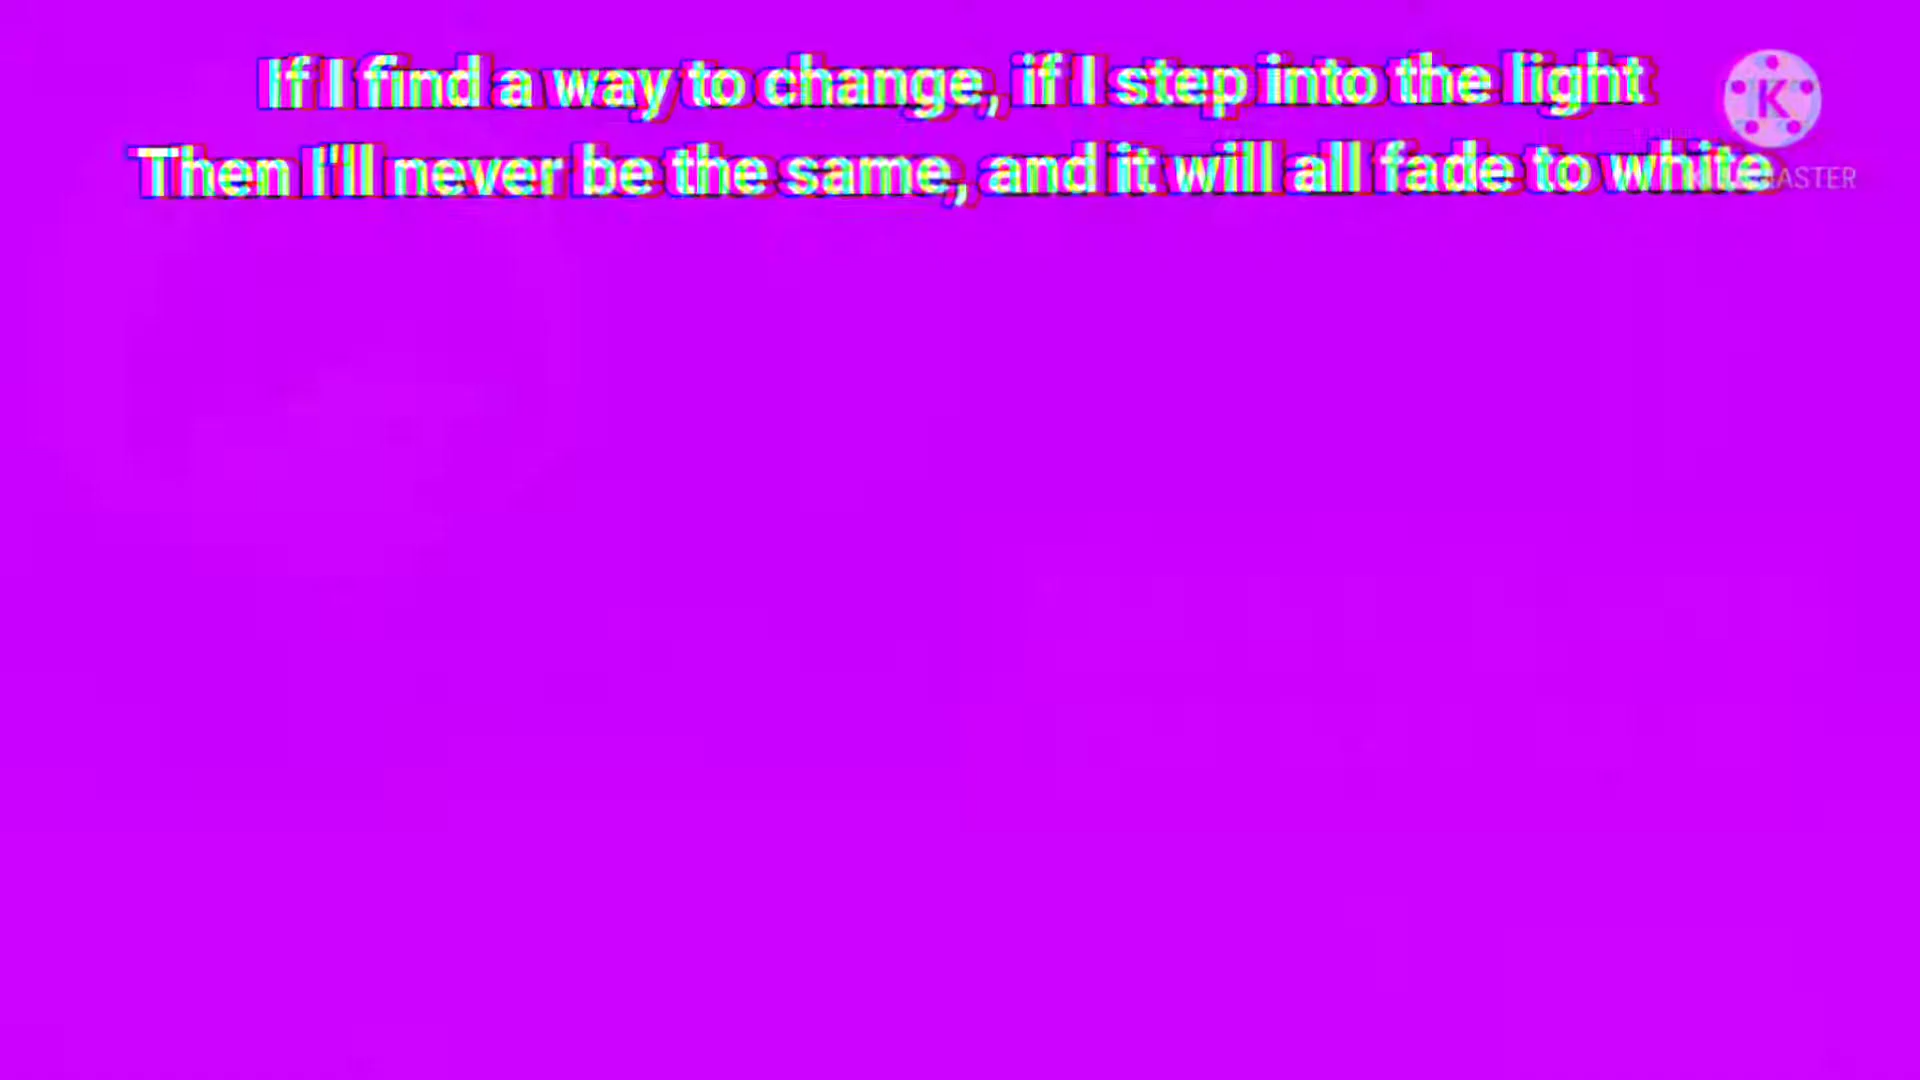 If I find a way to change, if I step into the light
Then I'll never be the same, and it will all fade to white
K
KINEMASTER